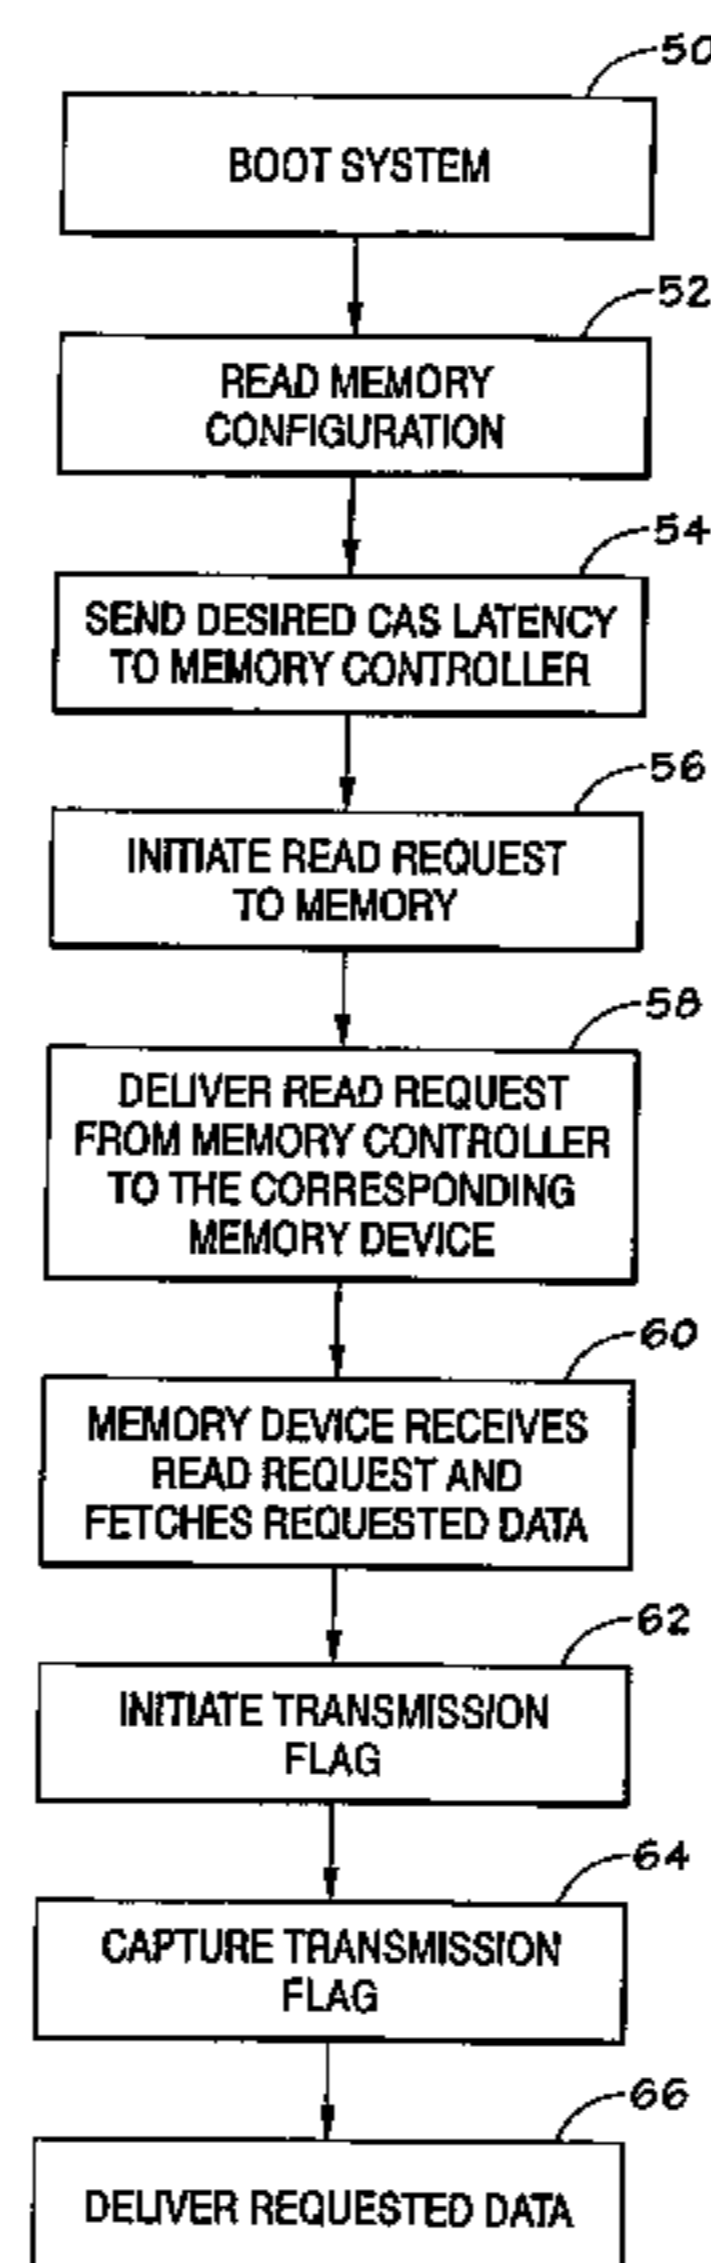 50
BOOT SYSTEM
52
READ MEMORY
CONFIGURATION
54
SEND DESIRED CAS LATENCY
TO MEMORY CONTROLLER
56
INITIATE READ REQUEST
TO MEMORY
58
DELIVER READ REQUEST
FROM MEMORY CONTROLLER
TO THE CORRESPONDING
MEMORY DEVICE
60
MEMORY DEVICE RECEIVES
READ REQUEST AND
FETCHES REQUESTED DATA
62
INITIATE TRANSMISSION
FLAG
64
CAPTURE TRANSMISSION
FLAG
66
DELIVER REQUESTED DATA